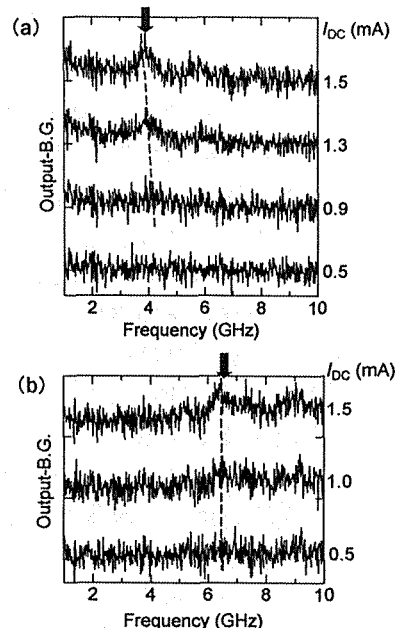 (a)
I_DC (mA)
1.5
1.3
0.9
0.5
Output-B.G.
2 4 6 8 10
Frequency (GHz)
(b)
I_DC (mA)
1.5
1.0
0.5
Output-B.G.
2 4 6 8 10
Frequency (GHz)